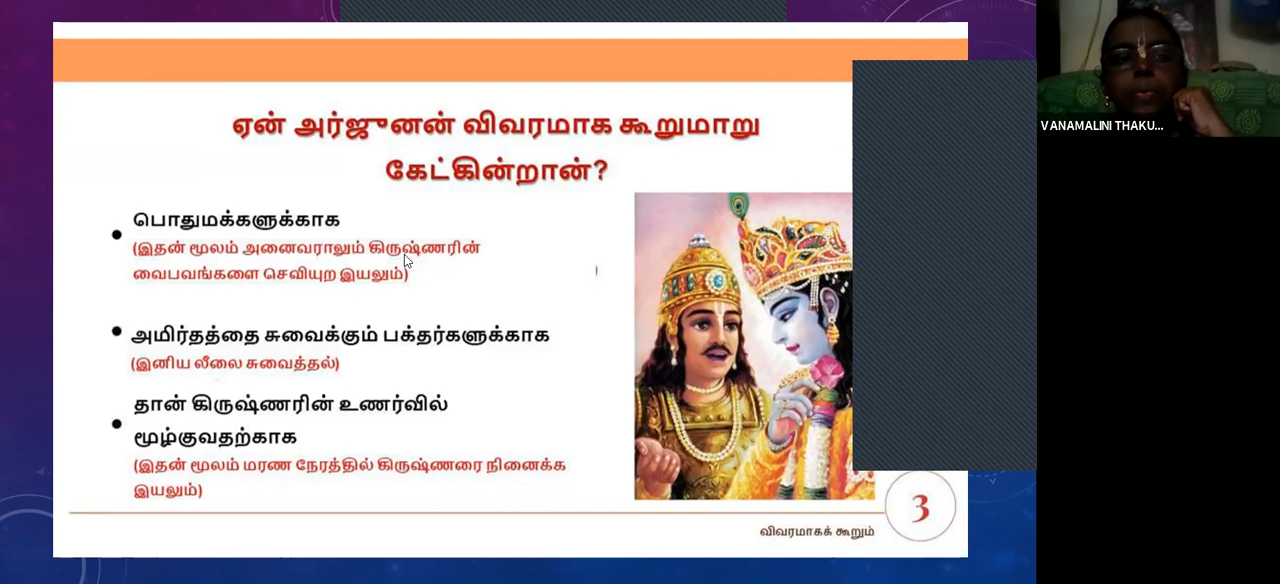 ஏன் அர்ஜுனன் விவரமாக கூறுமாறு
கேட்கின்றான்?
• பொதுமக்களுக்காக
(இதன் மூலம் அனைவராலும் கிருஷ்ணரின்
வைபவங்களை செவியுற இயலும்)
• அமிர்தத்தை சுவைக்கும் பக்தர்களுக்காக
(இனிய லீலை சுவைத்தல்)
• தான் கிருஷ்ணரின் உணர்வில்
மூழ்குவதற்காக
(இதன் மூலம் மரண நேரத்தில் கிருஷ்ணரை நினைக்க
இயலும்)
விவரமாகக் கூறும்
3
VANAMALINI THAKU...